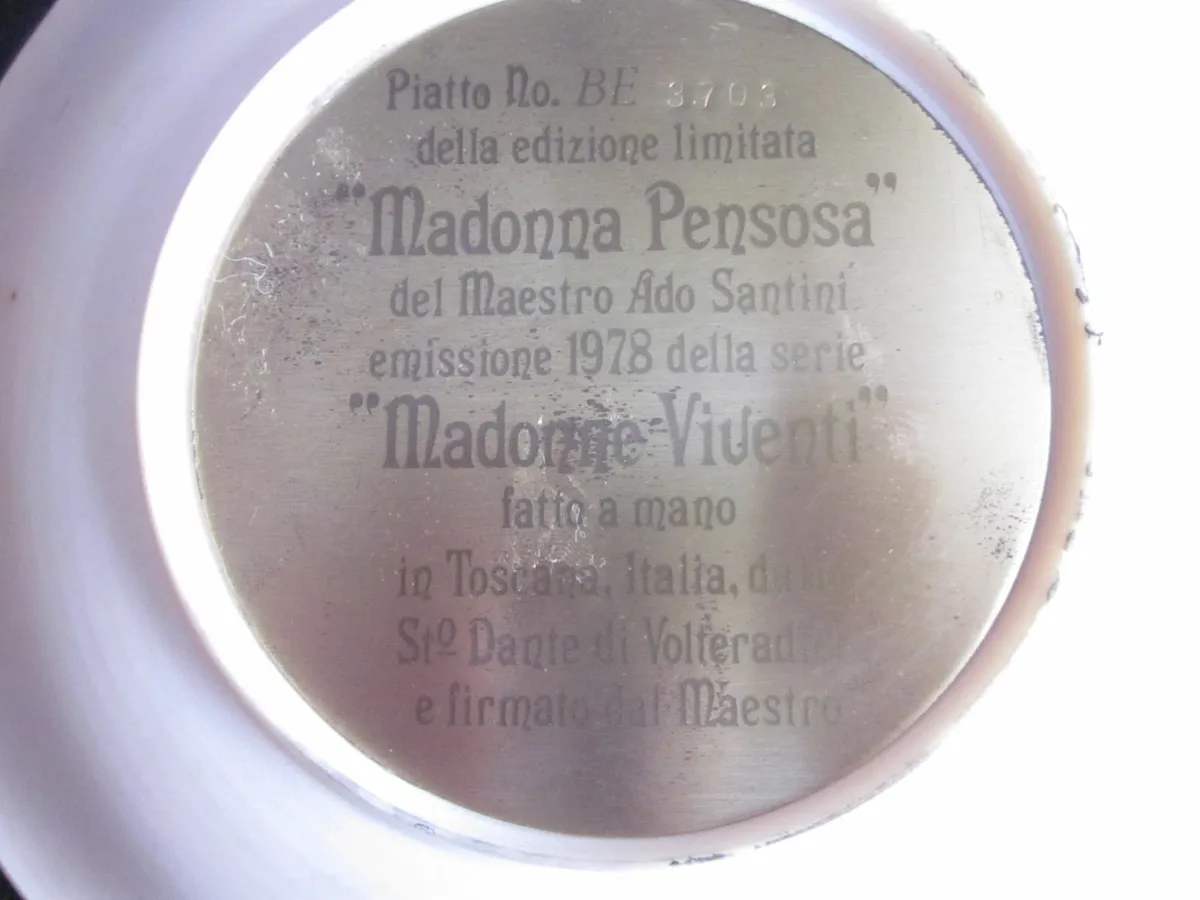 Piatto No. BE 3703
della edizione limitata
"Madonna Pensosa"
del Maestro Ado Santini
emissione 1978 della serie
"Madonne Viventi"
fatto a mano
in Toscana, Italia,
Stº Dante di
e firmato dal Maestro